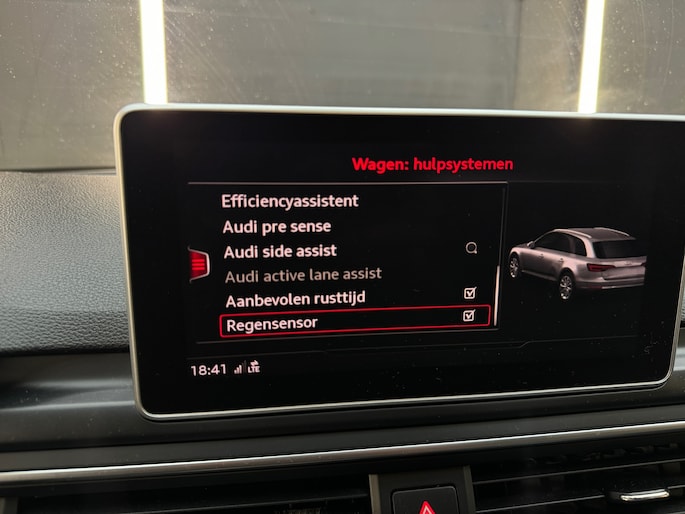 Wagen: hulpsystemen
Efficiencyassistent
Audi pre sense
Audi side assist
Audi active lane assist
Aanbevolen rusttijd
Regensensor
18:41 LTE